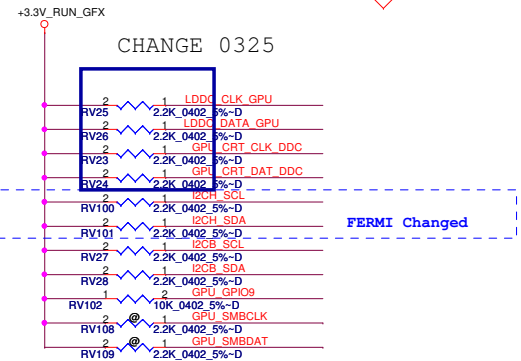 +3.3V_RUN_GFX
CHANGE 0325
2 1 LDDC_CLK_GPU
RV25 2.2K_0402_5%~D
2 1 LDDC_DATA_GPU
RV26 2.2K_0402_5%~D
2 1 GPU_CRT_CLK_DDC
RV23 2.2K_0402_5%~D
2 1 GPU_CRT_DAT_DDC
RV24 2.2K_0402_5%~D
2 1 I2CH_SCL
RV100 2.2K_0402_5%~D
2 1 I2CH_SDA
FERMI Changed
RV101 2.2K_0402_5%~D
2 1 I2CB_SCL
RV27 2.2K_0402_5%~D
2 1 I2CB_SDA
RV28 2.2K_0402_5%~D
1 2 GPU_GPIO9
RV102 10K_0402_5%~D
2 @ 1 GPU_SMBCLK
RV108 2.2K_0402_5%~D
2 @ 1 GPU_SMBDAT
RV109 2.2K_0402_5%~D